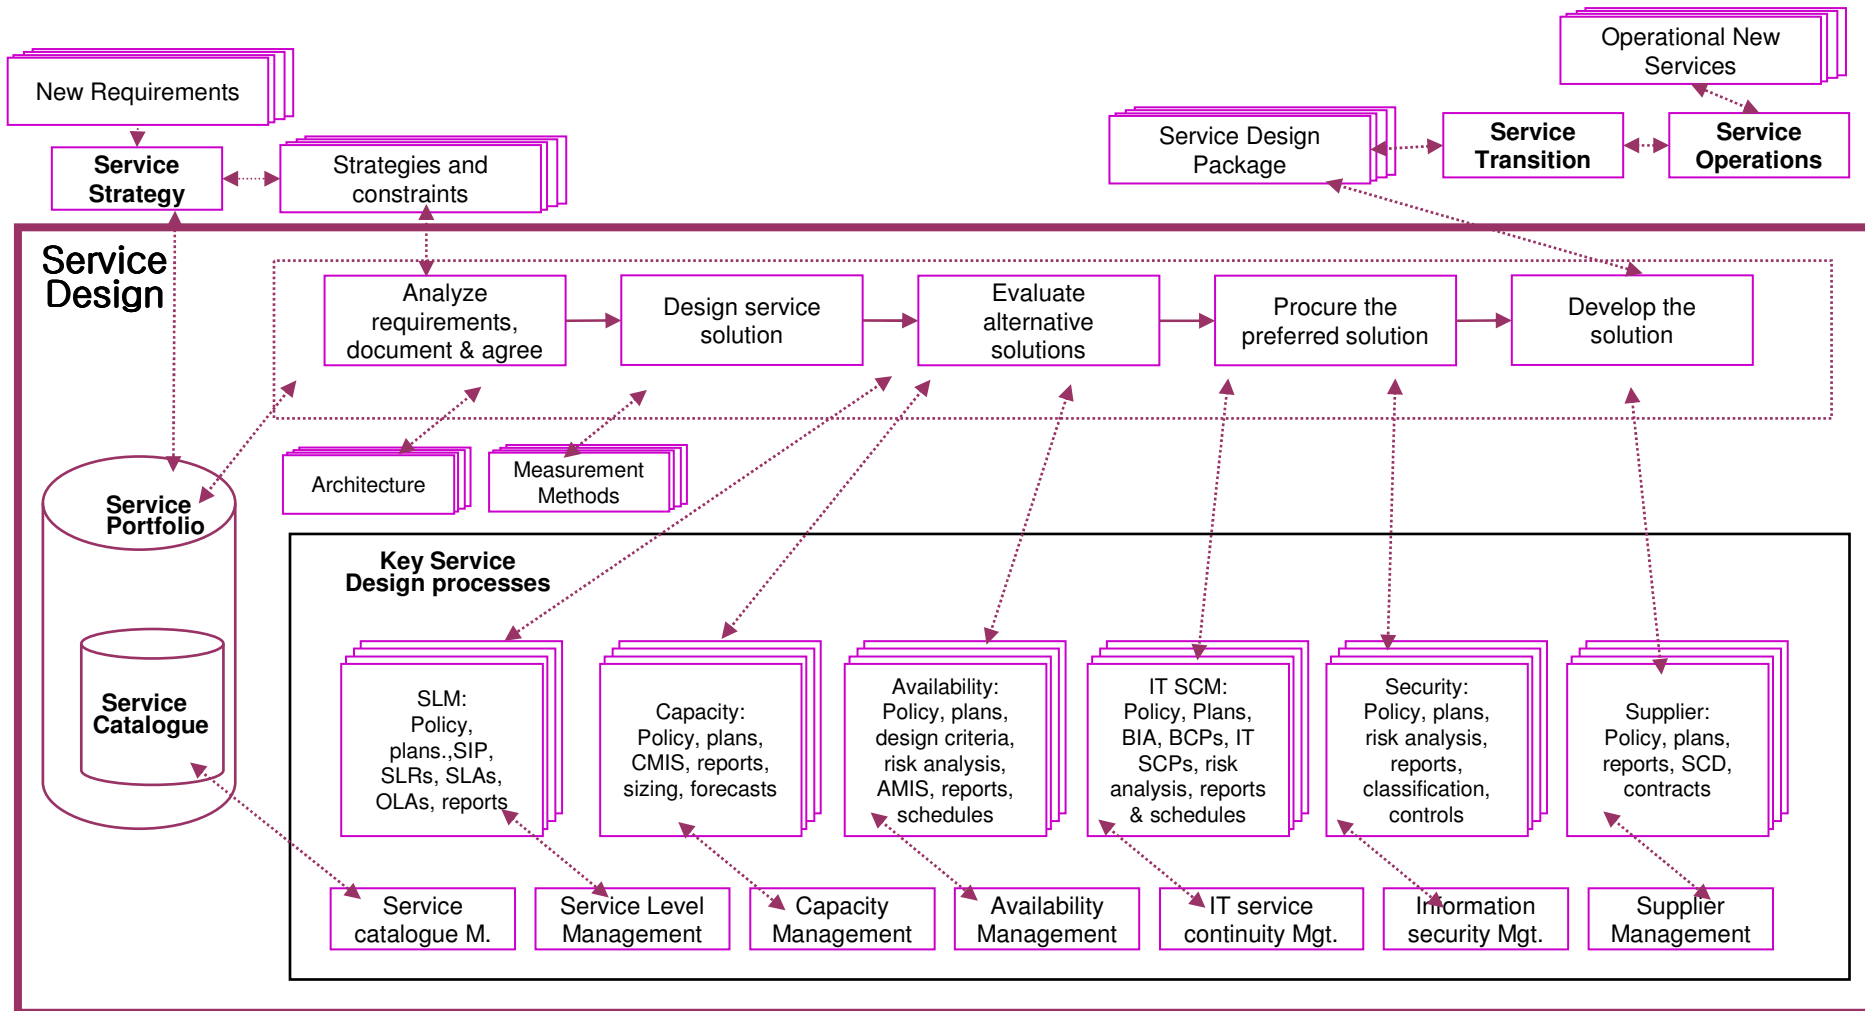 New Requirements
Operational New
Services
Service
Strategy
Strategies and
constraints
Service Design
Package
Service
Transition
Service
Operations
Service
Design
Analyze
requirements,
document & agree
Design service
solution
Evaluate
alternative
solutions
Procure the
preferred solution
Develop the
solution
Architecture
Measurement
Methods
Service
Portfolio
Service
Catalogue
Key Service
Design processes
SLM:
Policy,
plans.,SIP,
SLRs, SLAs,
OLAs, reports
Capacity:
Policy, plans,
CMIS, reports,
sizing, forecasts
Availability:
Policy, plans,
design criteria,
risk analysis,
AMIS, reports,
schedules
IT SCM:
Policy, Plans,
BIA, BCPs, IT
SCPs, risk
analysis, reports
& schedules
Security:
Policy, plans,
risk analysis,
reports,
classification,
controls
Supplier:
Policy, plans,
reports, SCD,
contracts
Service
catalogue M.
Service Level
Management
Capacity
Management
Availability
Management
IT service
continuity Mgt.
Information
security Mgt.
Supplier
Management